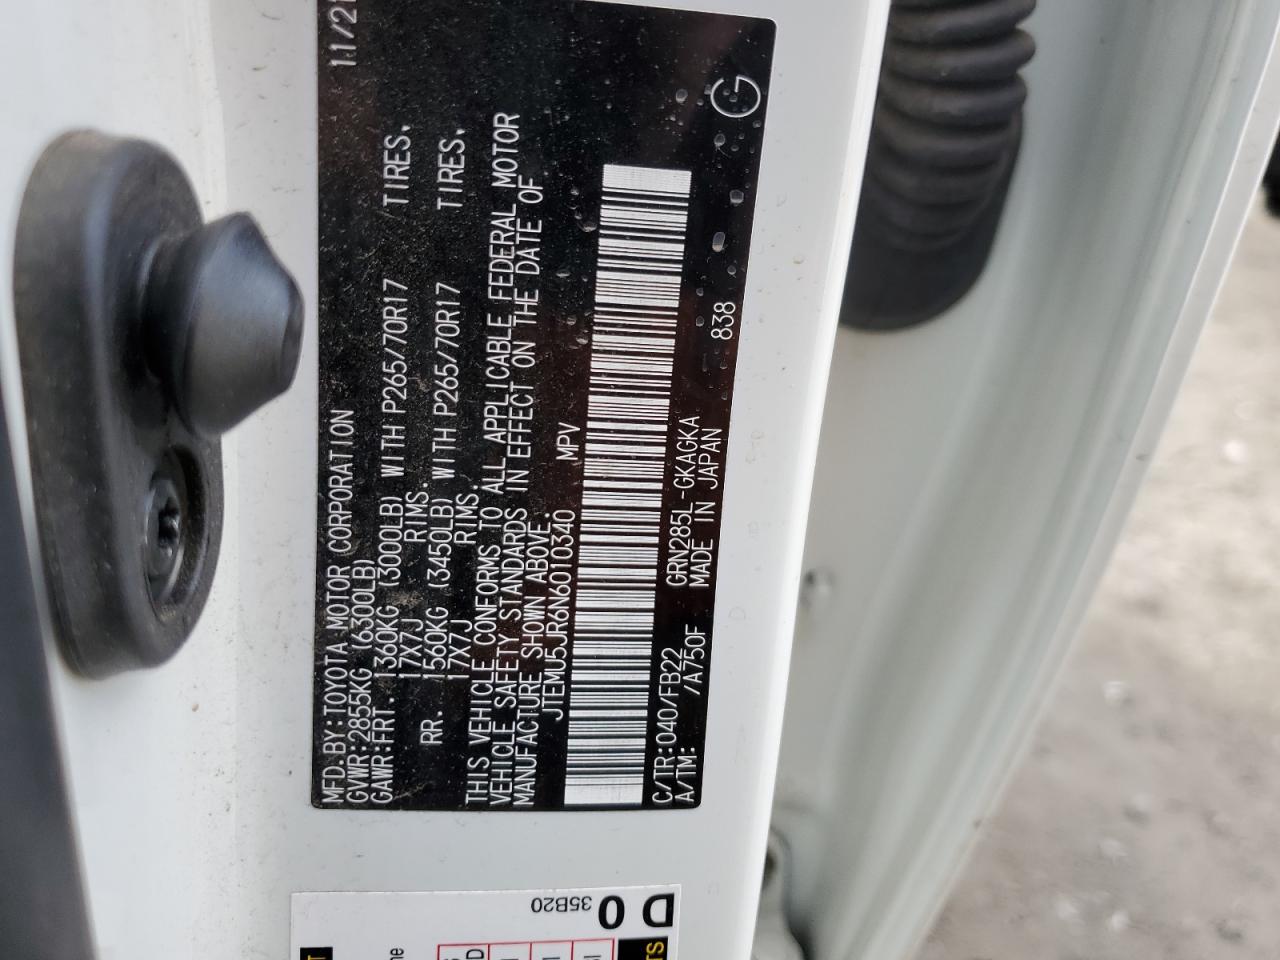 MFD.BY:TOYOTA MOTOR CORPORATION 11/21
GVWR:2855KG (6300LB)
GAWR:FRT. 1360KG (3000LB) WITH P265/70R17 TIRES,
17X7J RIMS.
RR. 1560KG (3450LB) WITH P265/70R17 TIRES,
17X7J RIMS.
THIS VEHICLE CONFORMS TO ALL APPLICABLE FEDERAL MOTOR
VEHICLE SAFETY STANDARDS IN EFFECT ON THE DATE OF
MANUFACTURE SHOWN ABOVE.
JTEMU5JR6N6010340 MPV
C/TR:040/FB22 GRN285L-GKAGKA 838 G
A/TM: /A750F MADE IN JAPAN
35B20
D 0